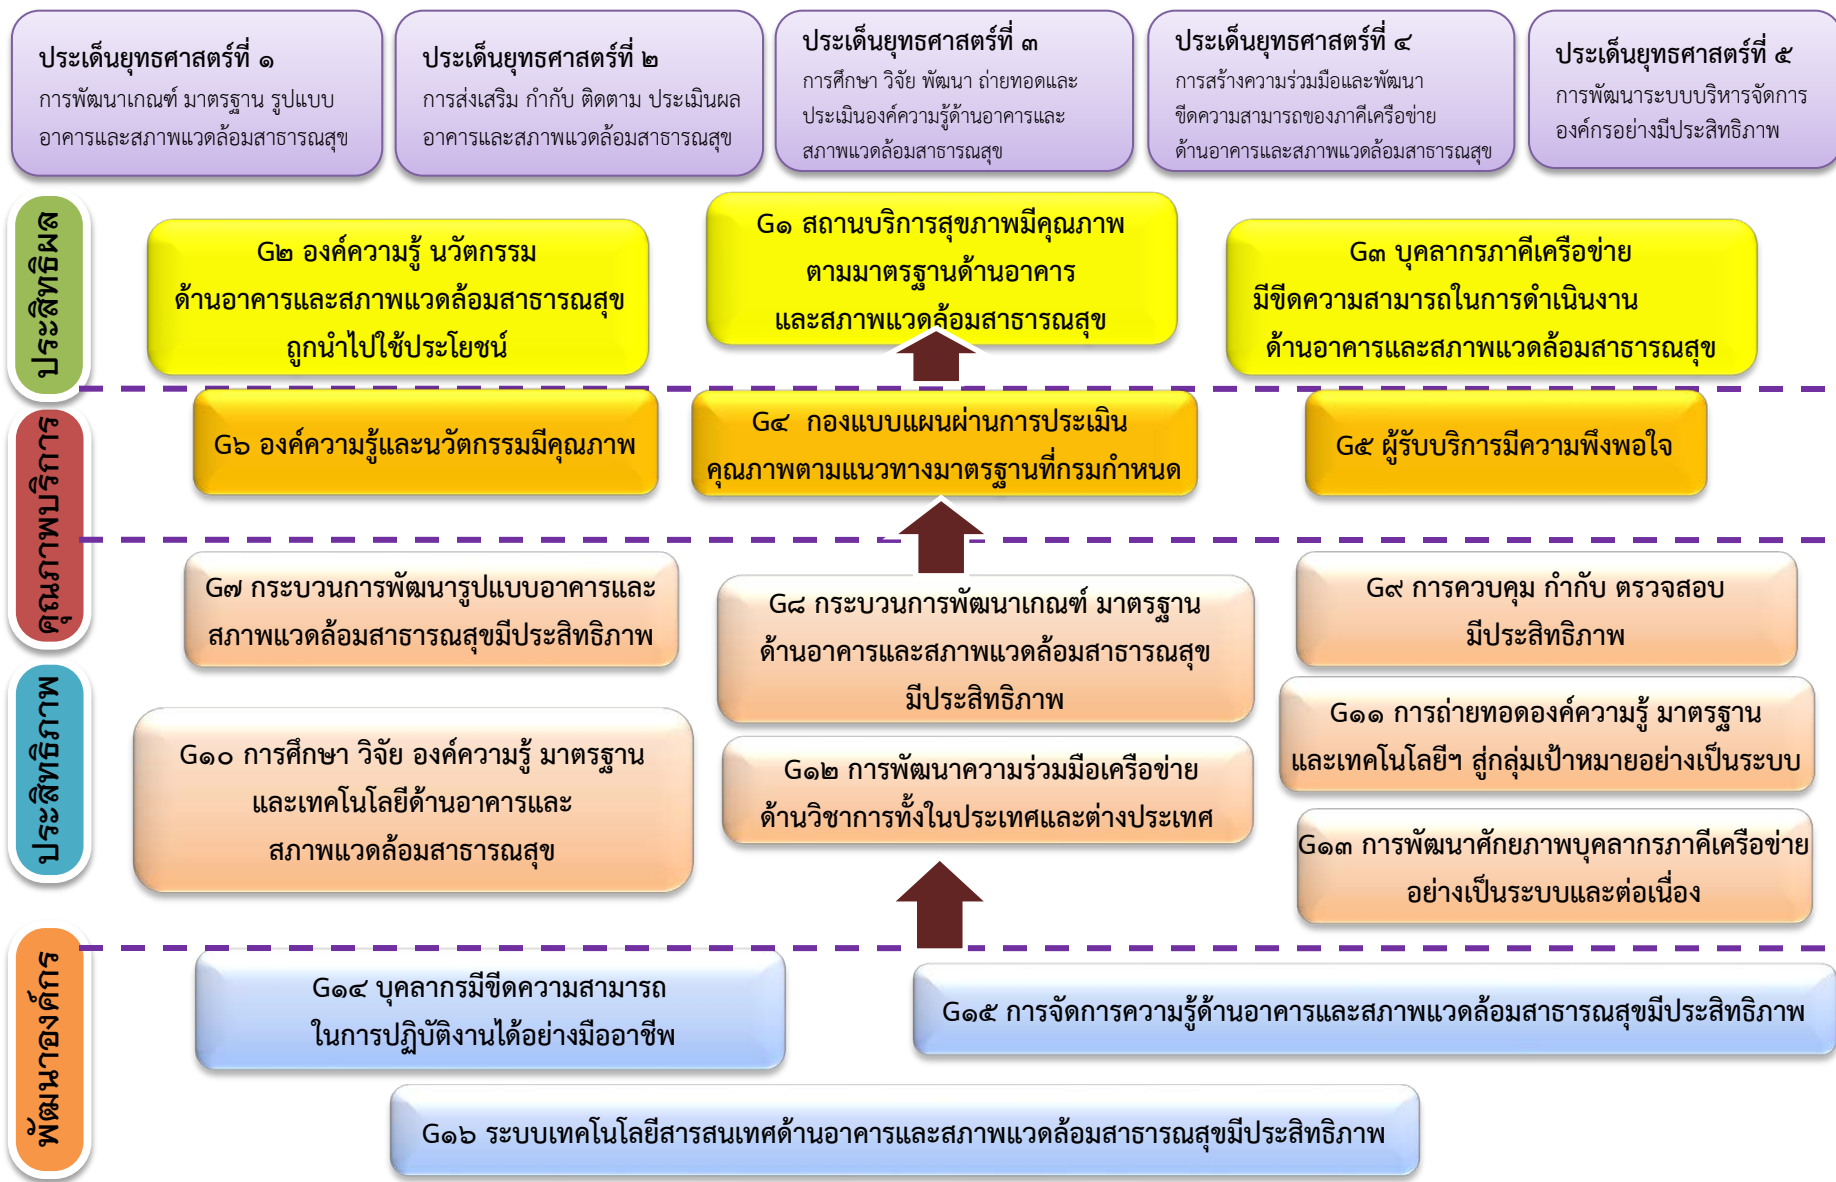 ประเด็นยุทธศาสตร์ที่ ๑
การพัฒนาเกณฑ์ มาตรฐาน รูปแบบ
อาคารและสภาพแวดล้อมสาธารณสุข
ประเด็นยุทธศาสตร์ที่ ๒
การส่งเสริม กำกับ ติดตาม ประเมินผล
อาคารและสภาพแวดล้อมสาธารณสุข
ประเด็นยุทธศาสตร์ที่ ๓
การศึกษา วิจัย พัฒนา ถ่ายทอดและ
ประเมินองค์ความรู้ด้านอาคารและ
สภาพแวดล้อมสาธารณสุข
ประเด็นยุทธศาสตร์ที่ ๔
การสร้างความร่วมมือและพัฒนา
ขีดความสามารถของภาคีเครือข่าย
ด้านอาคารและสภาพแวดล้อมสาธารณสุข
ประเด็นยุทธศาสตร์ที่ ๕
การพัฒนาระบบบริหารจัดการ
องค์กรอย่างมีประสิทธิภาพ
ประสิทธิผล
G๒ องค์ความรู้ นวัตกรรม
ด้านอาคารและสภาพแวดล้อมสาธารณสุข
ถูกนำไปใช้ประโยชน์
G๑ สถานบริการสุขภาพมีคุณภาพ
ตามมาตรฐานด้านอาคาร
และสภาพแวดล้อมสาธารณสุข
G๓ บุคลากรภาคีเครือข่าย
มีขีดความสามารถในการดำเนินงาน
ด้านอาคารและสภาพแวดล้อมสาธารณสุข
คุณภาพบริการ
G๖ องค์ความรู้และนวัตกรรมมีคุณภาพ
G๔ กองแบบแผนผ่านการประเมิน
คุณภาพตามแนวทางมาตรฐานที่กรมกำหนด
G๕ ผู้รับบริการมีความพึงพอใจ
ประสิทธิภาพ
G๗ กระบวนการพัฒนารูปแบบอาคารและ
สภาพแวดล้อมสาธารณสุขมีประสิทธิภาพ
G๘ กระบวนการพัฒนาเกณฑ์ มาตรฐาน
ด้านอาคารและสภาพแวดล้อมสาธารณสุข
มีประสิทธิภาพ
G๙ การควบคุม กำกับ ตรวจสอบ
มีประสิทธิภาพ
G๑๐ การศึกษา วิจัย องค์ความรู้ มาตรฐาน
และเทคโนโลยีด้านอาคารและ
สภาพแวดล้อมสาธารณสุข
G๑๒ การพัฒนาความร่วมมือเครือข่าย
ด้านวิชาการทั้งในประเทศและต่างประเทศ
G๑๑ การถ่ายทอดองค์ความรู้ มาตรฐาน
และเทคโนโลยีฯ สู่กลุ่มเป้าหมายอย่างเป็นระบบ
G๑๓ การพัฒนาศักยภาพบุคลากรภาคีเครือข่าย
อย่างเป็นระบบและต่อเนื่อง
พัฒนาองค์กร
G๑๔ บุคลากรมีขีดความสามารถ
ในการปฏิบัติงานได้อย่างมืออาชีพ
G๑๕ การจัดการความรู้ด้านอาคารและสภาพแวดล้อมสาธารณสุขมีประสิทธิภาพ
G๑๖ ระบบเทคโนโลยีสารสนเทศด้านอาคารและสภาพแวดล้อมสาธารณสุขมีประสิทธิภาพ